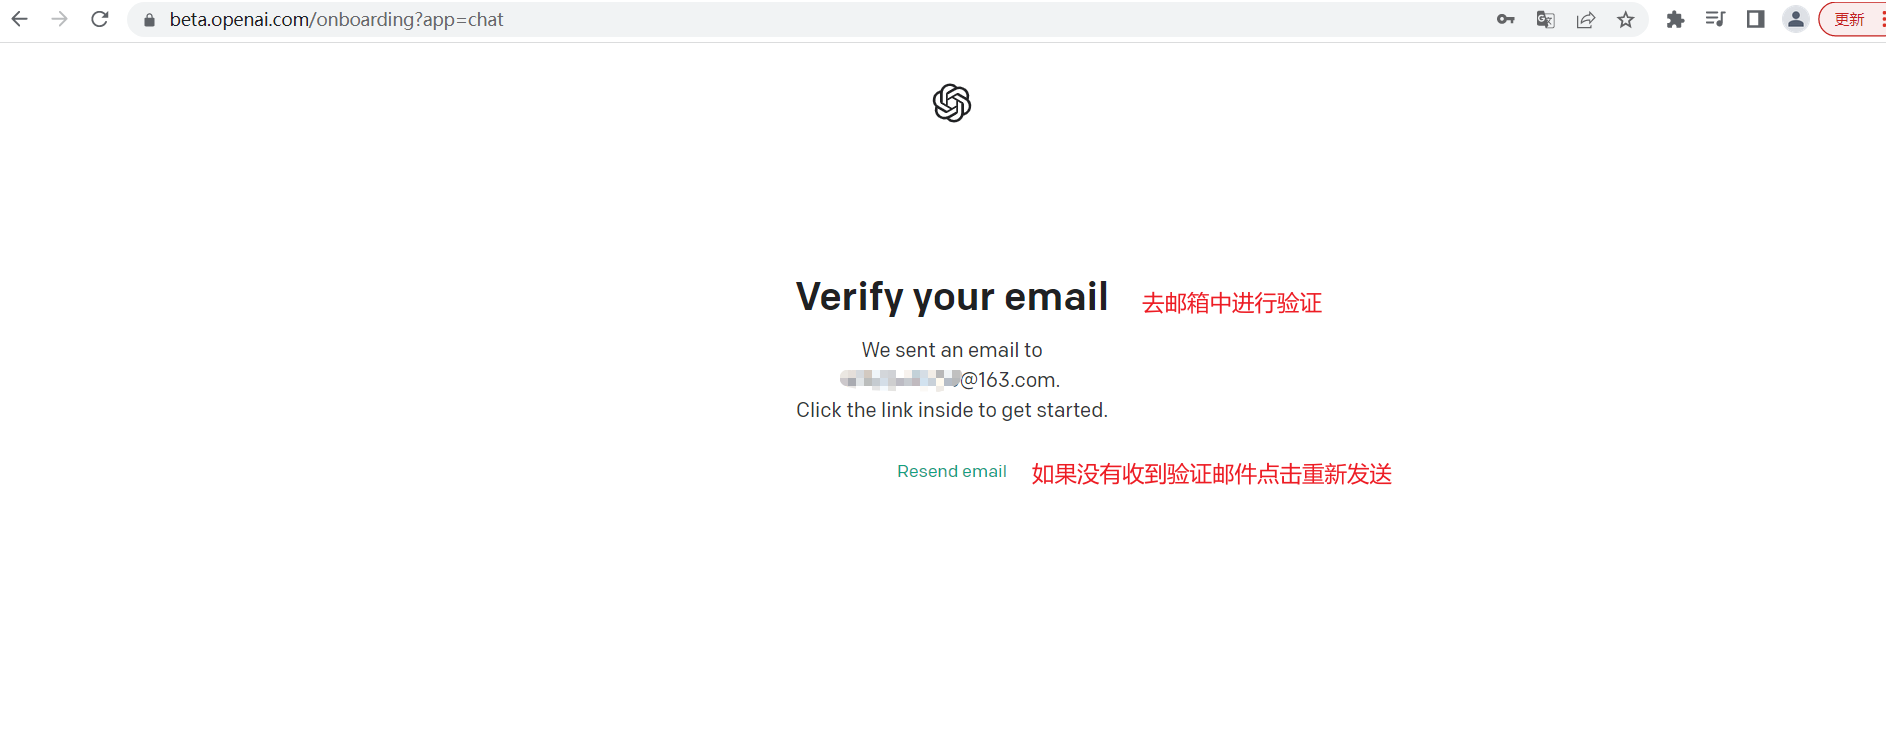 beta.openai.com/onboarding?app=chat
更新
Verify your email
去邮箱中进行验证
We sent an email to
@163.com.
Click the link inside to get started.
Resend email
如果没有收到验证邮件点击重新发送